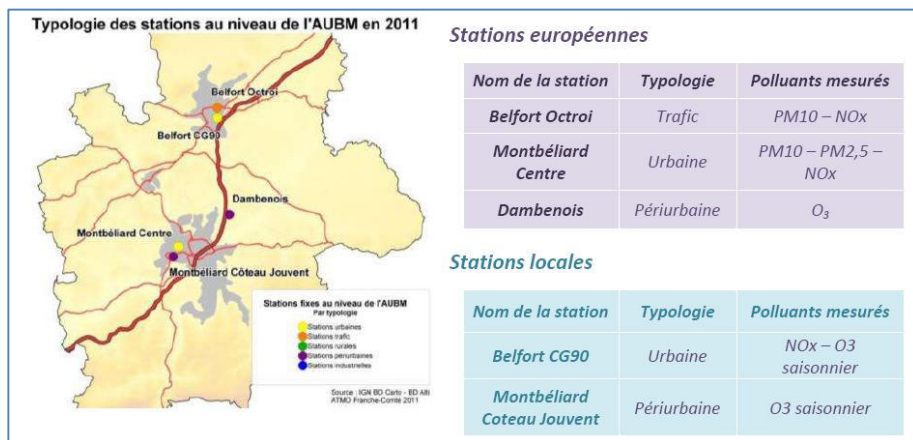 Typologie des stations au niveau de l'AUBM en 2011
Belfort Octroi
Belfort CG90
Dambenois
Montbéliard Centre
Montbéliard Côteau Jouvent
Stations fixes au niveau de l'AUBM
Par typologie
Stations urbaines
Stations trafic
Stations rurales
Stations périurbaines
Stations industrielles
Source : IGN BD Carto - ED Alti
ATMO Franche-Comté 2011
Stations européennes
Nom de la station Typologie Polluants mesurés
Belfort Octroi Trafic PM10 – NOx
Montbéliard Centre Urbaine PM10 – PM2,5 – NOx
Dambenois Périurbaine O₃
Stations locales
Nom de la station Typologie Polluants mesurés
Belfort CG90 Urbaine NOx – O3 saisonnier
Montbéliard Coteau Jouvent Périurbaine O3 saisonnier